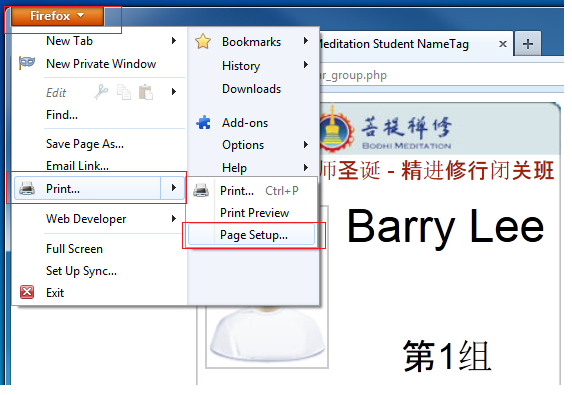 Firefox
New Tab
New Private Window
Edit
Find...
Save Page As...
Email Link...
Print...
Web Developer
Full Screen
Set Up Sync...
Exit
Bookmarks
History
Downloads
Add-ons
Options
Help
Print... Ctrl+P
Print Preview
Page Setup...
Meditation Student NameTag
r_group.php
菩提禅修
BODHI MEDITATION
师圣诞 - 精进修行闭关班
Barry Lee
第1组